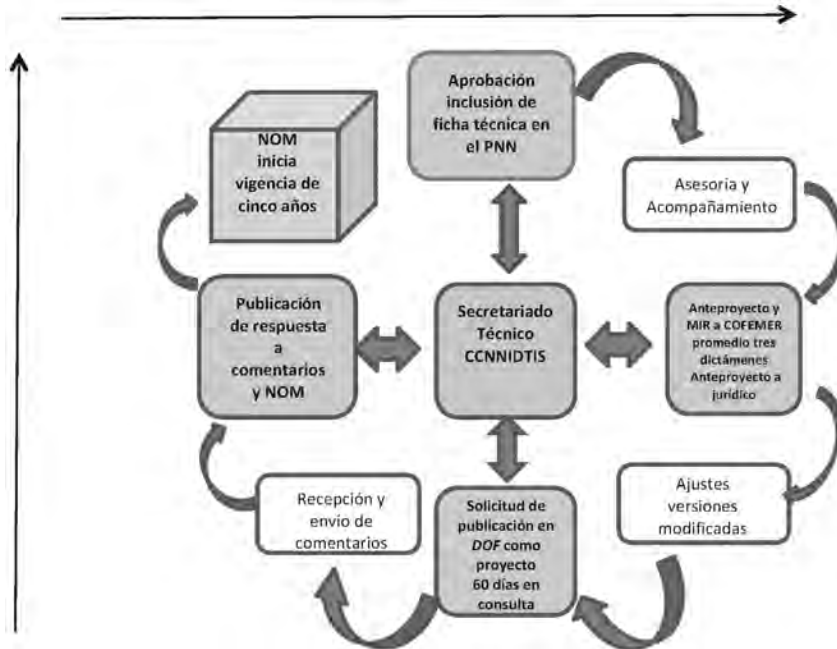 Aprobación
inclusión de
ficha técnica en
el PNN
NOM
inicia
vigencia de
cinco años
Asesoría y
Acompañamiento
Publicación
de respuesta
a
comentarios
y NOM
Secretariado
Técnico
CCNNIDTIS
Anteproyecto y
MIR a COFEMER
promedio tres
dictámenes
Anteproyecto a
jurídico
Recepción y
envío de
comentarios
Solicitud de
publicación en
DOF como
proyecto
60 días en
consulta
Ajustes
versiones
modificadas